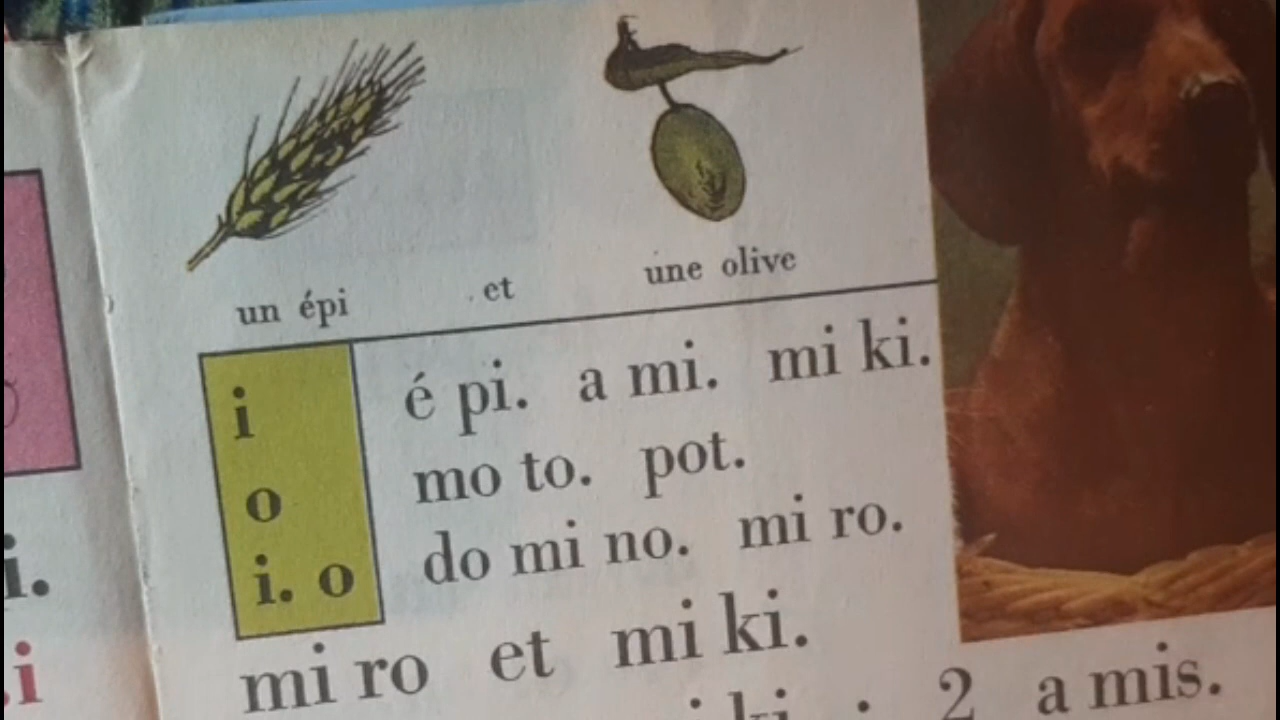 un épi et une olive
i é pi. a mi. mi ki.
o mo to. pot.
i. o do mi no. mi ro.
mi ro et mi ki.
2 a mis.
i.
i